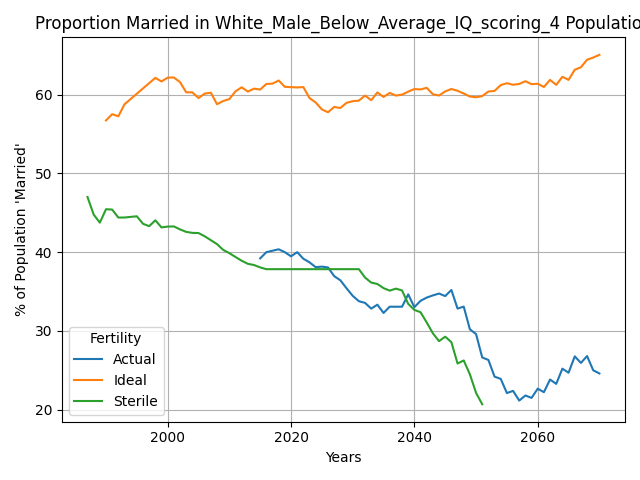 Proportion Married in White_Male_Below_Average_IQ_scoring_4 Populatio
% of Population 'Married'
60
50
40
30
20
Fertility
Actual
Ideal
Sterile
2000
2020
2040
2060
Years